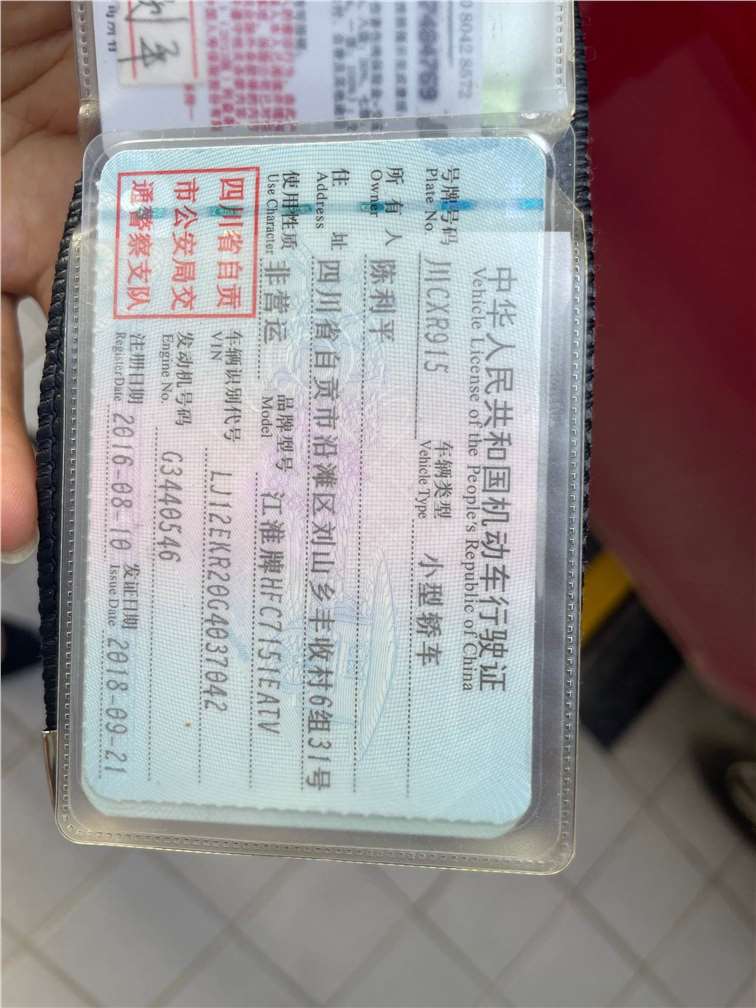 中华人民共和国机动车行驶证
Vehicle License of the People's Republic of China
号牌号码 川CXR915 车辆类型 小型轿车
Plate No. Vehicle Type
所有人 陈利平
Owner
住址 四川省自贡市沿滩区刘山乡丰收村6组31号
Address
使用性质 非营运 品牌型号 江淮牌HFC7151EATV
Use Character Model
四川省自贡
市公安局交
通警察支队
车辆识别代号 LJ12EKR20G4037042
VIN
发动机号码 G3440546
Engine No.
注册日期 2016-08-10 发证日期 2018-09-21
Register Date Issue Date